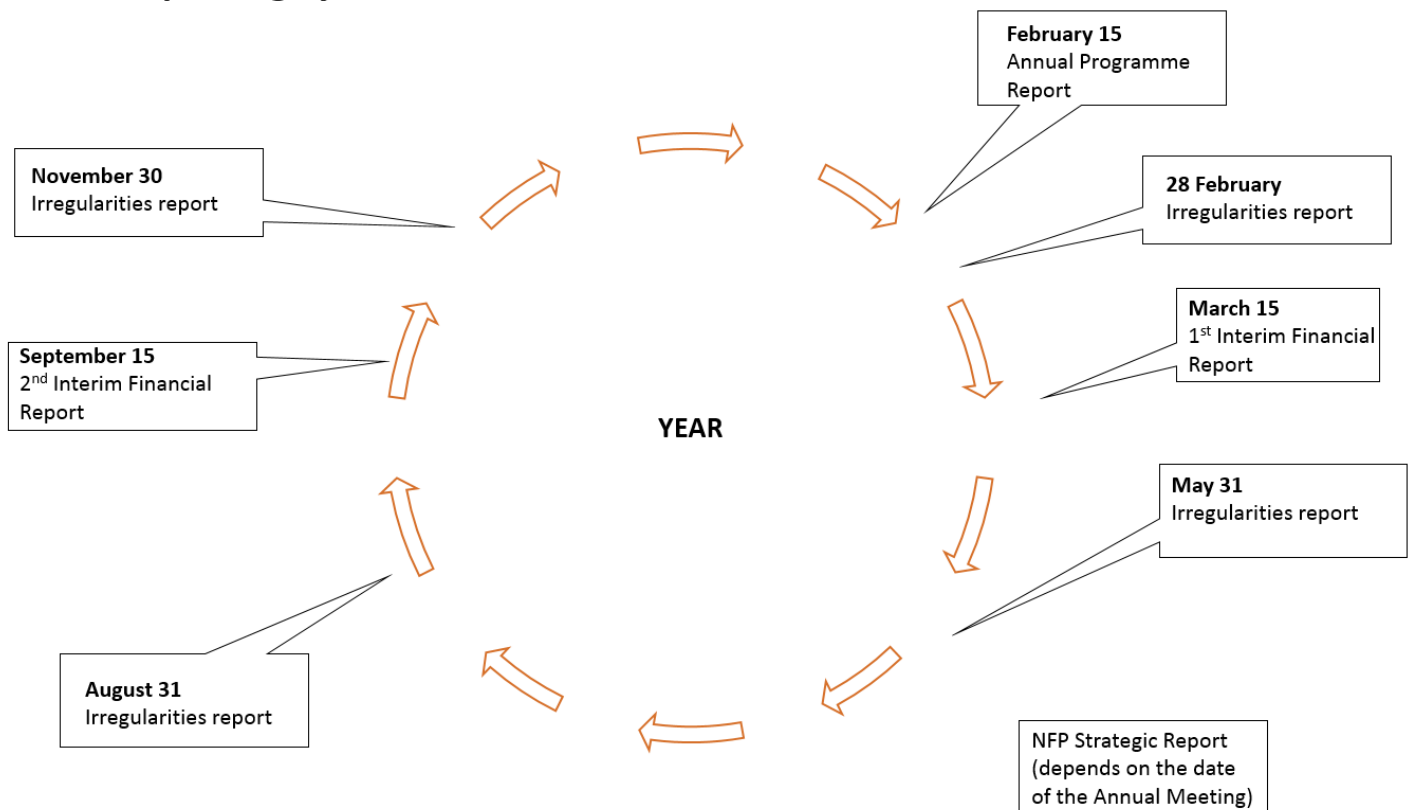 February 15
Annual Programme
Report
November 30
Irregularities report
28 February
Irregularities report
March 15
1st Interim Financial
Report
September 15
2nd Interim Financial
Report
YEAR
May 31
Irregularities report
August 31
Irregularities report
NFP Strategic Report
(depends on the date
of the Annual Meeting)